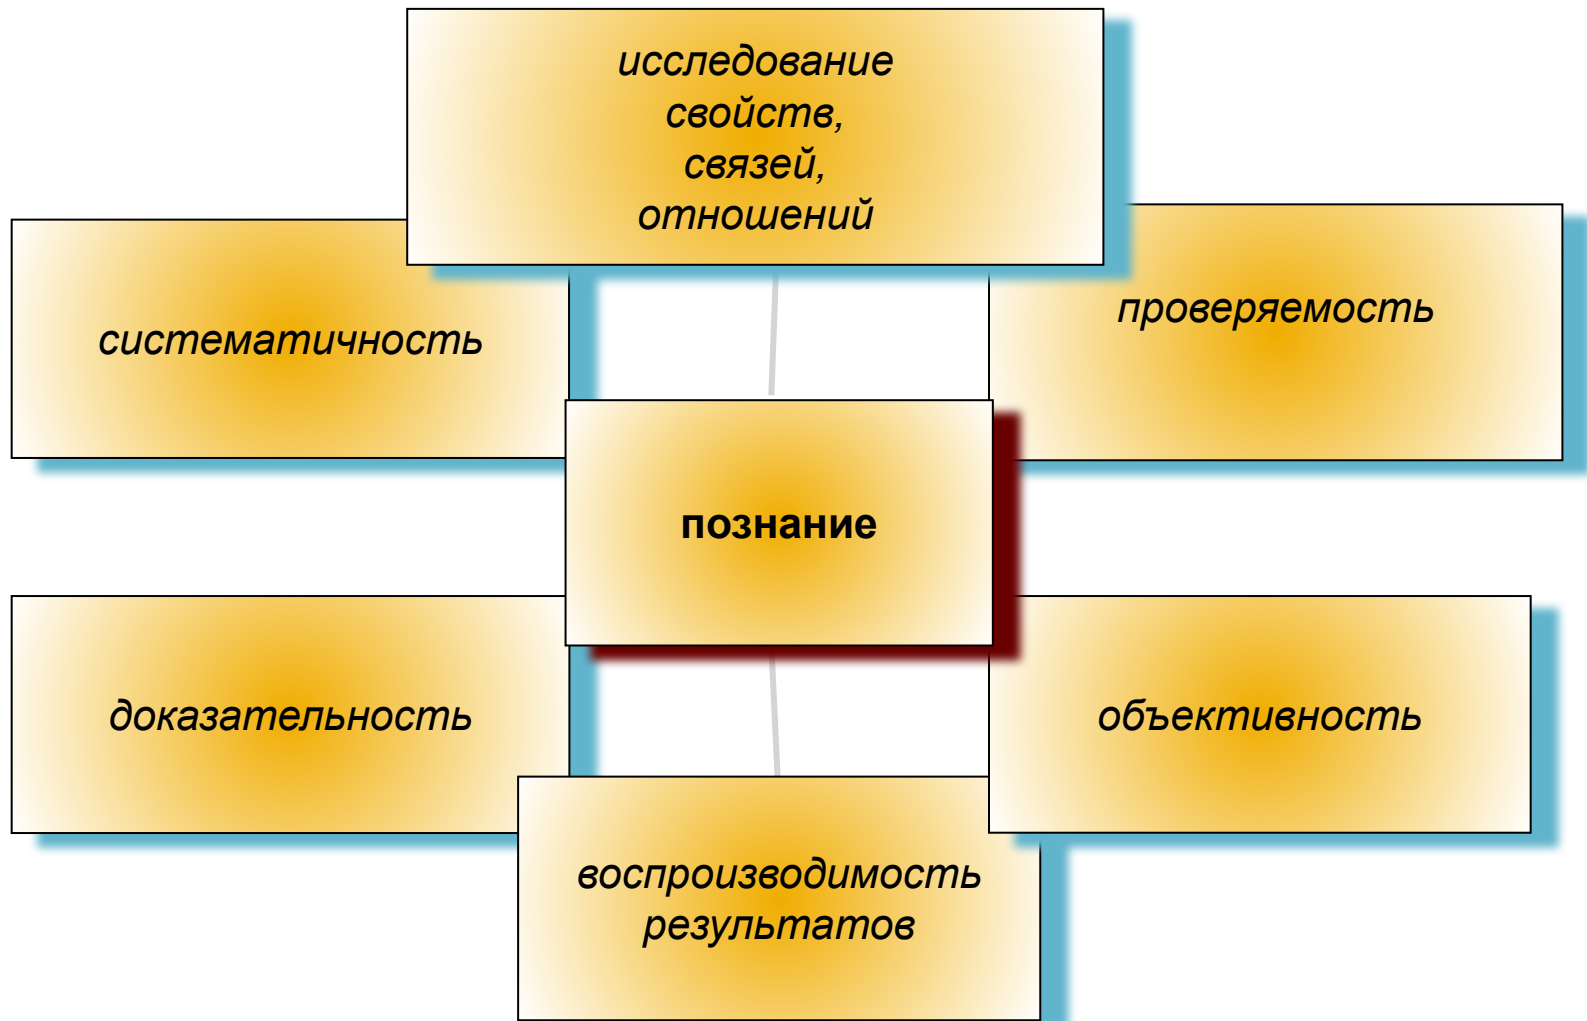 исследование
свойств,
связей,
отношений
систематичность
проверяемость
познание
доказательность
объективность
воспроизводимость
результатов